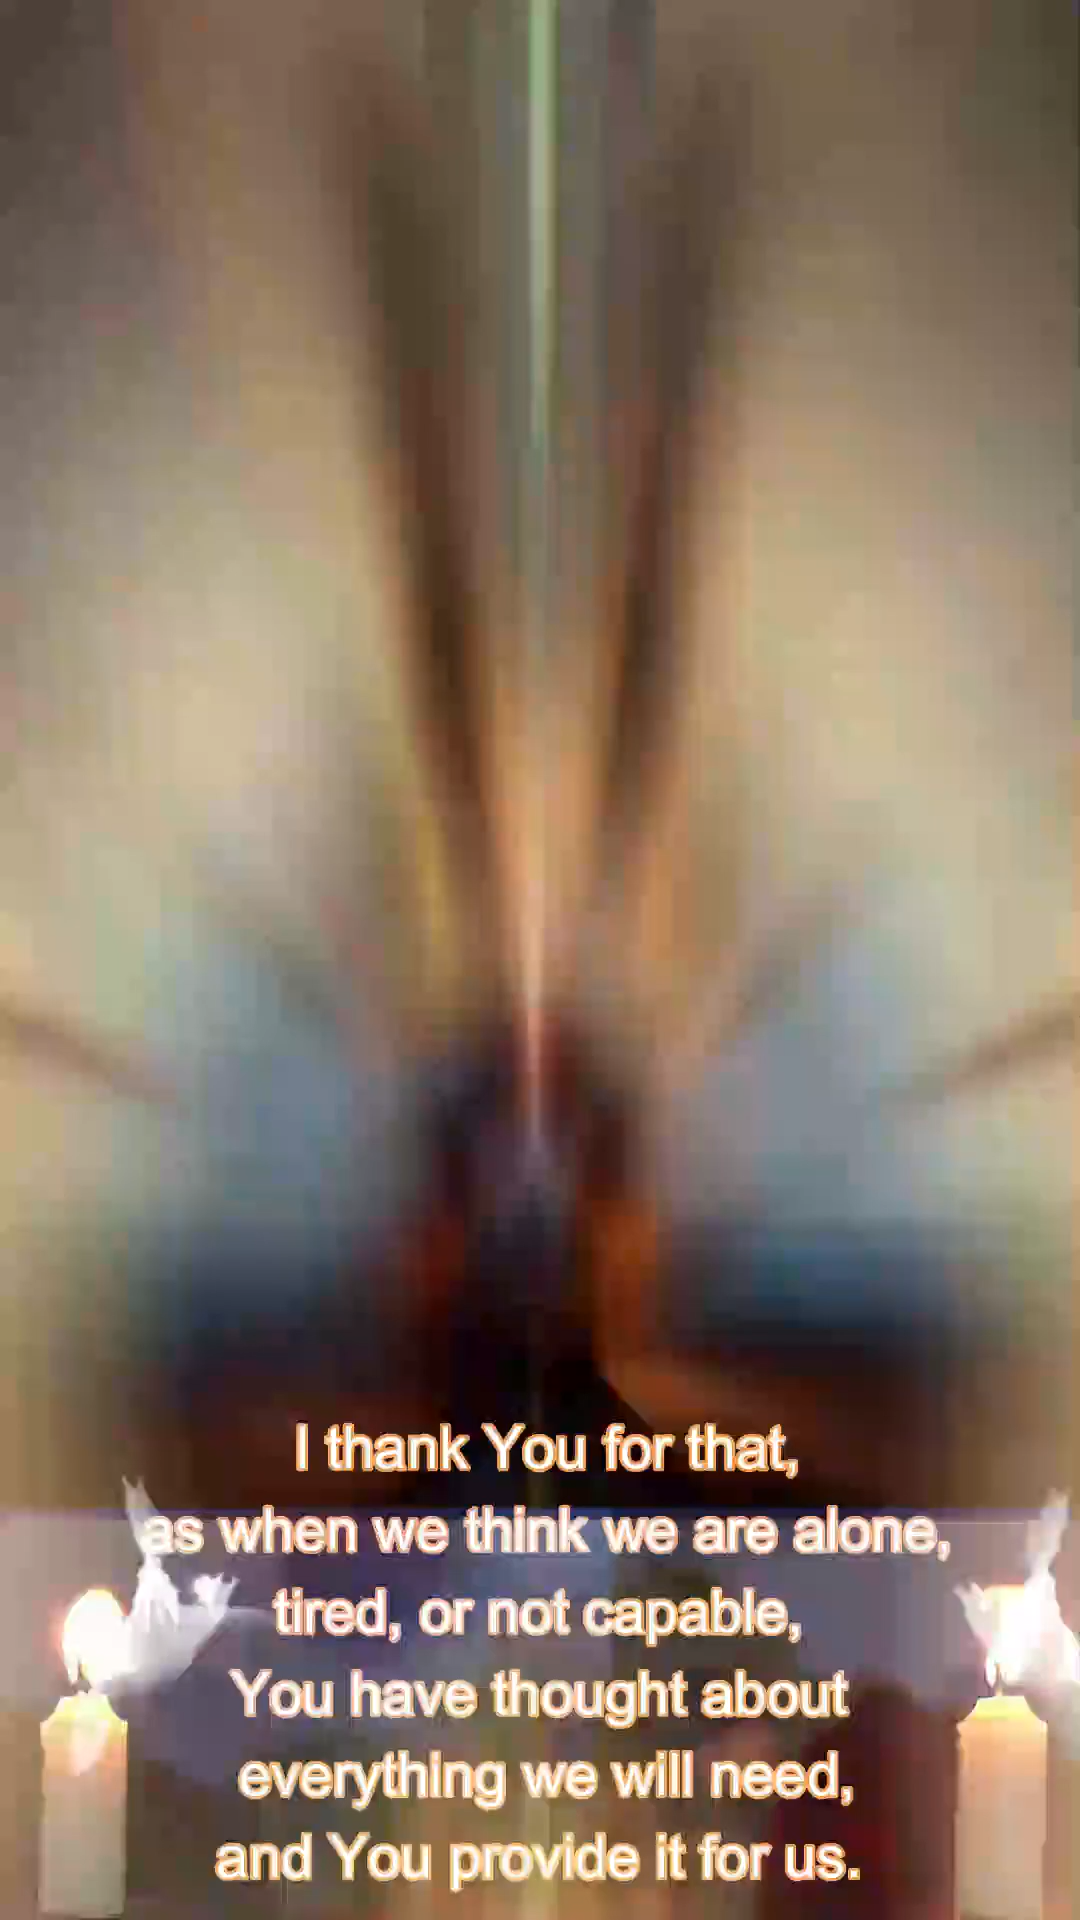 I thank You for that,
as when we think we are alone,
tired, or not capable,
You have thought about
everything we will need,
and You provide it for us.